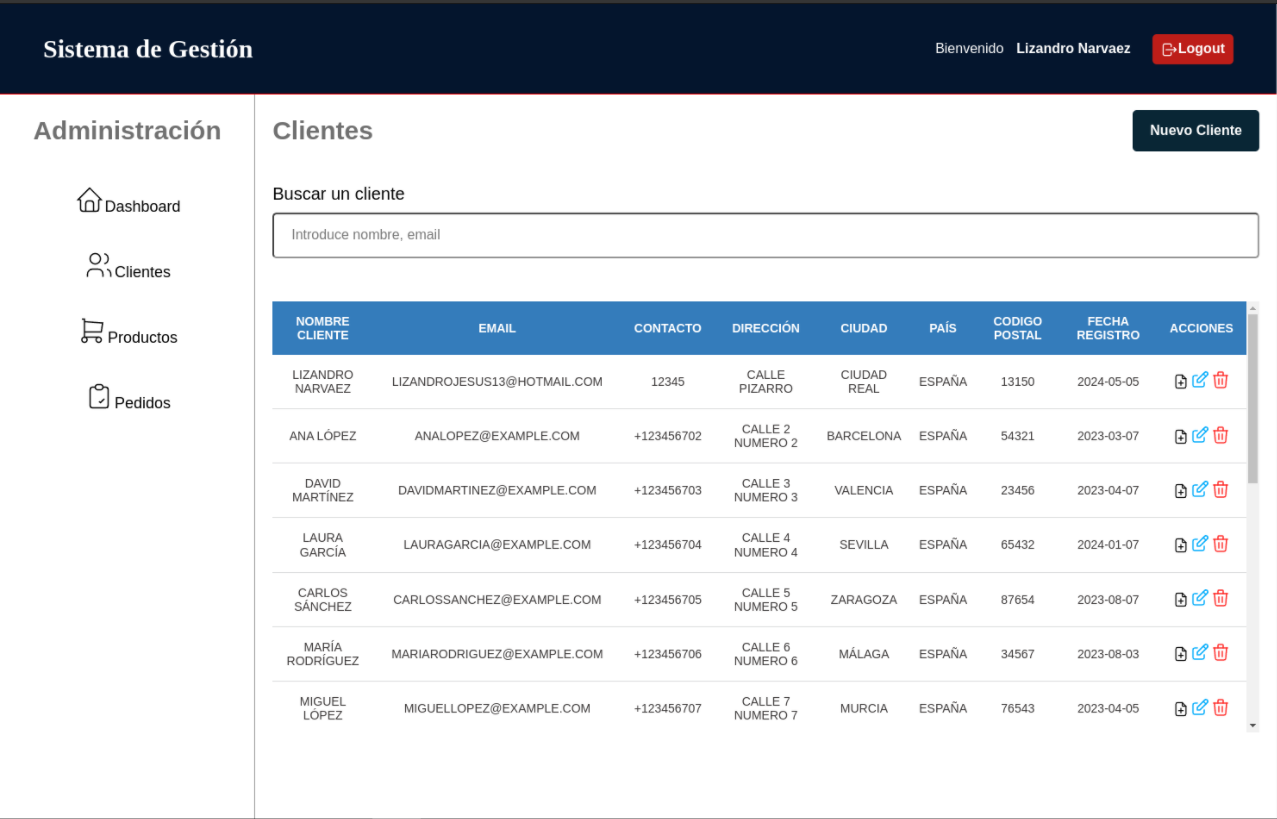 Sistema de Gestión
Bienvenido Lizandro Narvaez Logout
Administración
Dashboard
Clientes
Productos
Pedidos
Clientes
Nuevo Cliente
Buscar un cliente
Introduce nombre, email
NOMBRE CLIENTE EMAIL CONTACTO DIRECCIÓN CIUDAD PAÍS CODIGO POSTAL FECHA REGISTRO ACCIONES
LIZANDRO NARVAEZ LIZANDROJESUS13@HOTMAIL.COM 12345 CALLE PIZARRO CIUDAD REAL ESPAÑA 13150 2024-05-05
ANA LÓPEZ ANALOPEZ@EXAMPLE.COM +123456702 CALLE 2 NUMERO 2 BARCELONA ESPAÑA 54321 2023-03-07
DAVID MARTÍNEZ DAVIDMARTINEZ@EXAMPLE.COM +123456703 CALLE 3 NUMERO 3 VALENCIA ESPAÑA 23456 2023-04-07
LAURA GARCÍA LAURAGARCIA@EXAMPLE.COM +123456704 CALLE 4 NUMERO 4 SEVILLA ESPAÑA 65432 2024-01-07
CARLOS SÁNCHEZ CARLOSSANCHEZ@EXAMPLE.COM +123456705 CALLE 5 NUMERO 5 ZARAGOZA ESPAÑA 87654 2023-08-07
MARÍA RODRÍGUEZ MARIARODRIGUEZ@EXAMPLE.COM +123456706 CALLE 6 NUMERO 6 MÁLAGA ESPAÑA 34567 2023-08-03
MIGUEL LÓPEZ MIGUELLOPEZ@EXAMPLE.COM +123456707 CALLE 7 NUMERO 7 MURCIA ESPAÑA 76543 2023-04-05